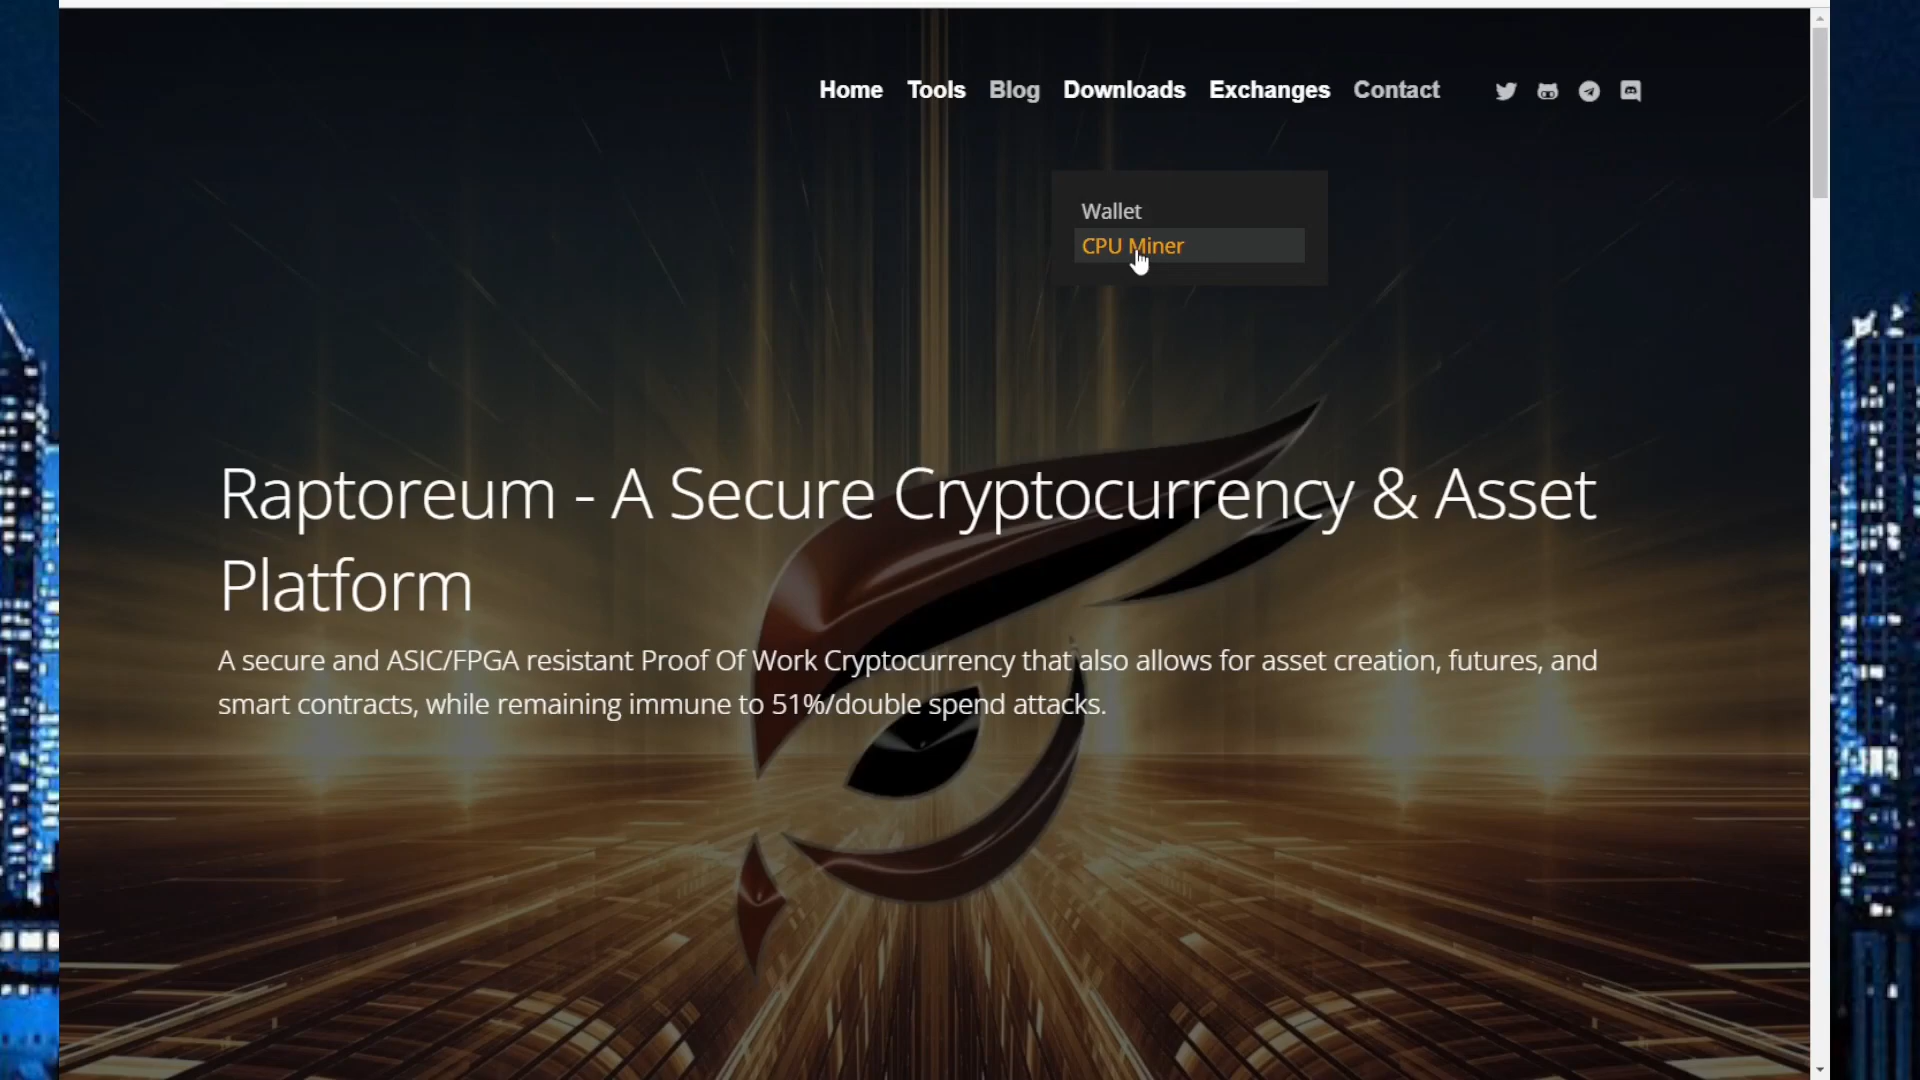 Home Tools Blog Downloads Exchanges Contact
Wallet
CPU Miner
Raptoreum - A Secure Cryptocurrency & Asset
Platform
A secure and ASIC/FPGA resistant Proof Of Work Cryptocurrency that also allows for asset creation, futures, and
smart contracts, while remaining immune to 51%/double spend attacks.